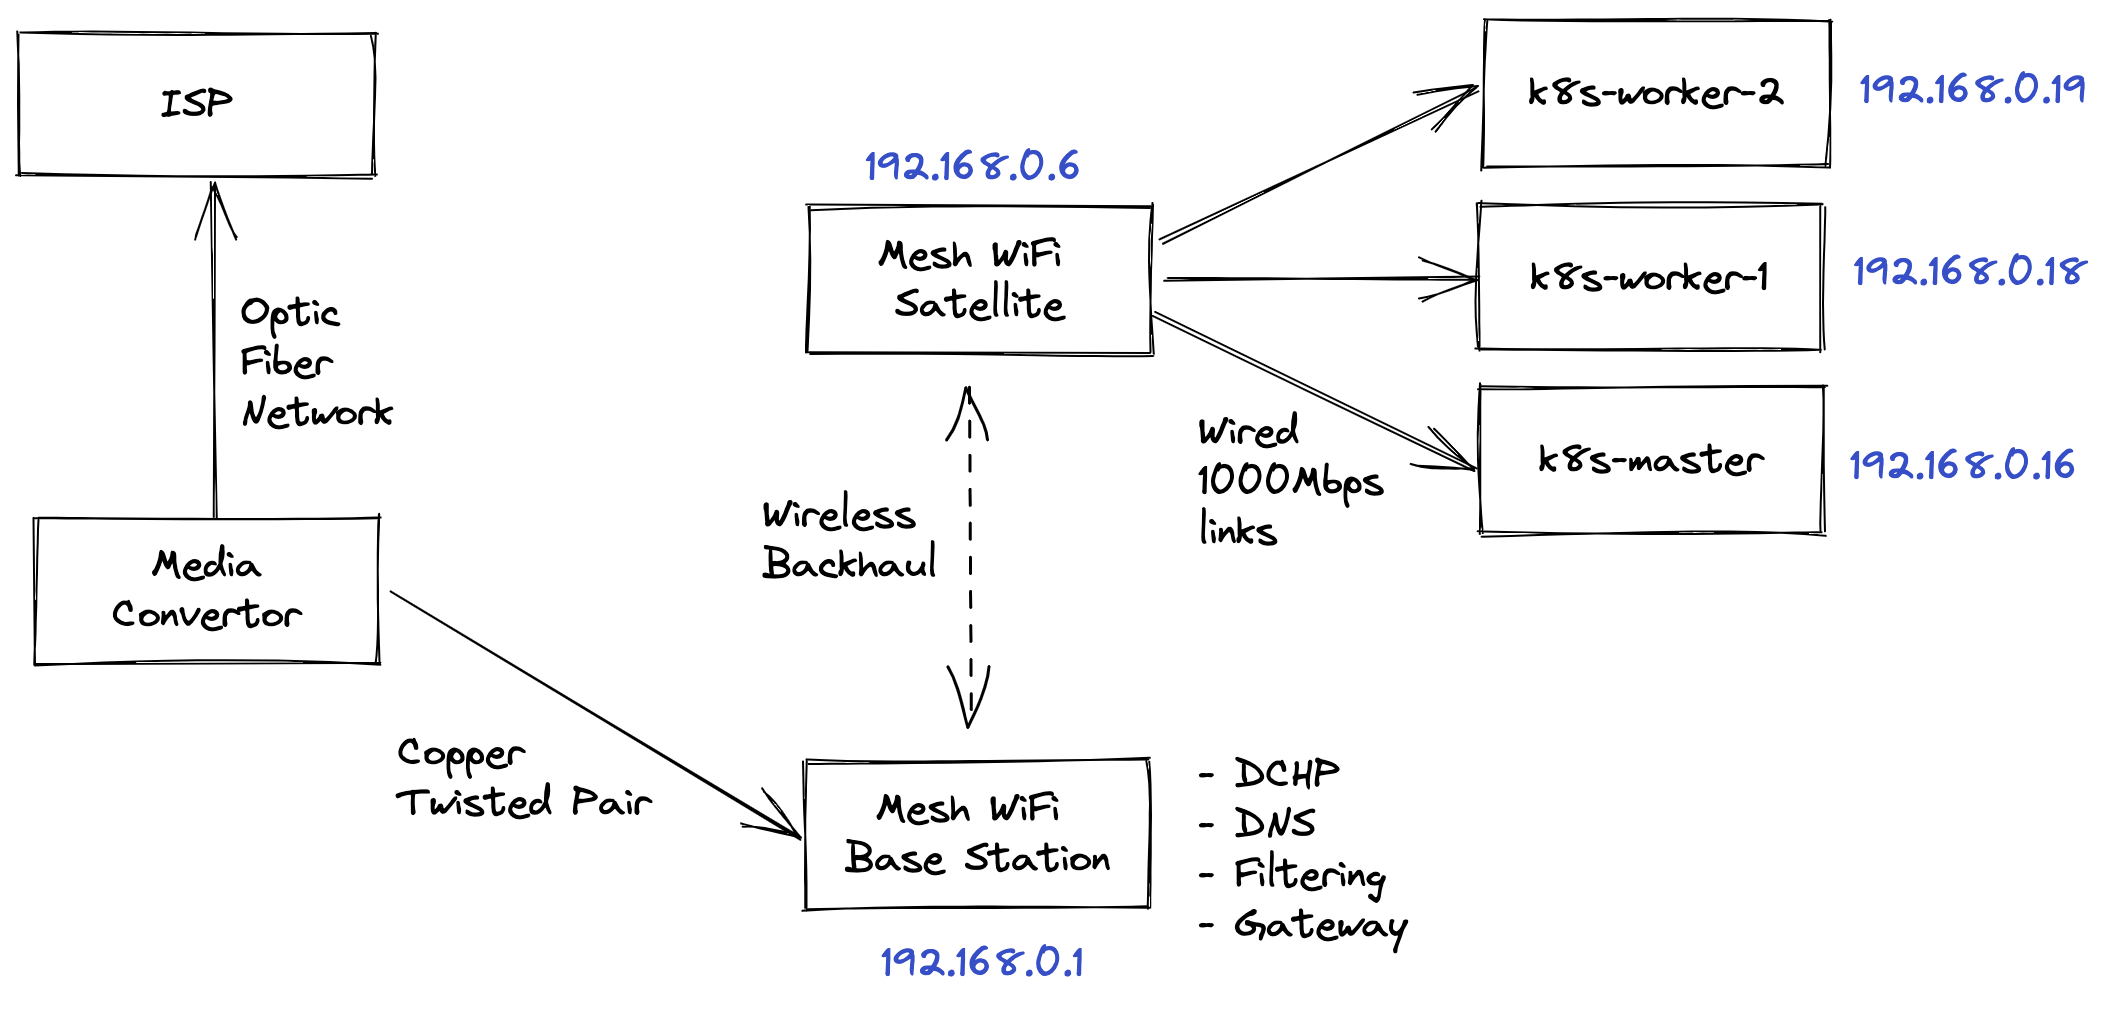 ISP
Optic
Fiber
Network
Media
Convertor
Copper
Twisted Pair
192.168.0.6
Mesh WiFi
Satellite
Wireless
Backhaul
Mesh WiFi
Base Station
192.168.0.1
- DCHP
- DNS
- Filtering
- Gateway
Wired
1000Mbps
links
k8s-worker-2
192.168.0.19
k8s-worker-1
192.168.0.18
k8s-master
192.168.0.16